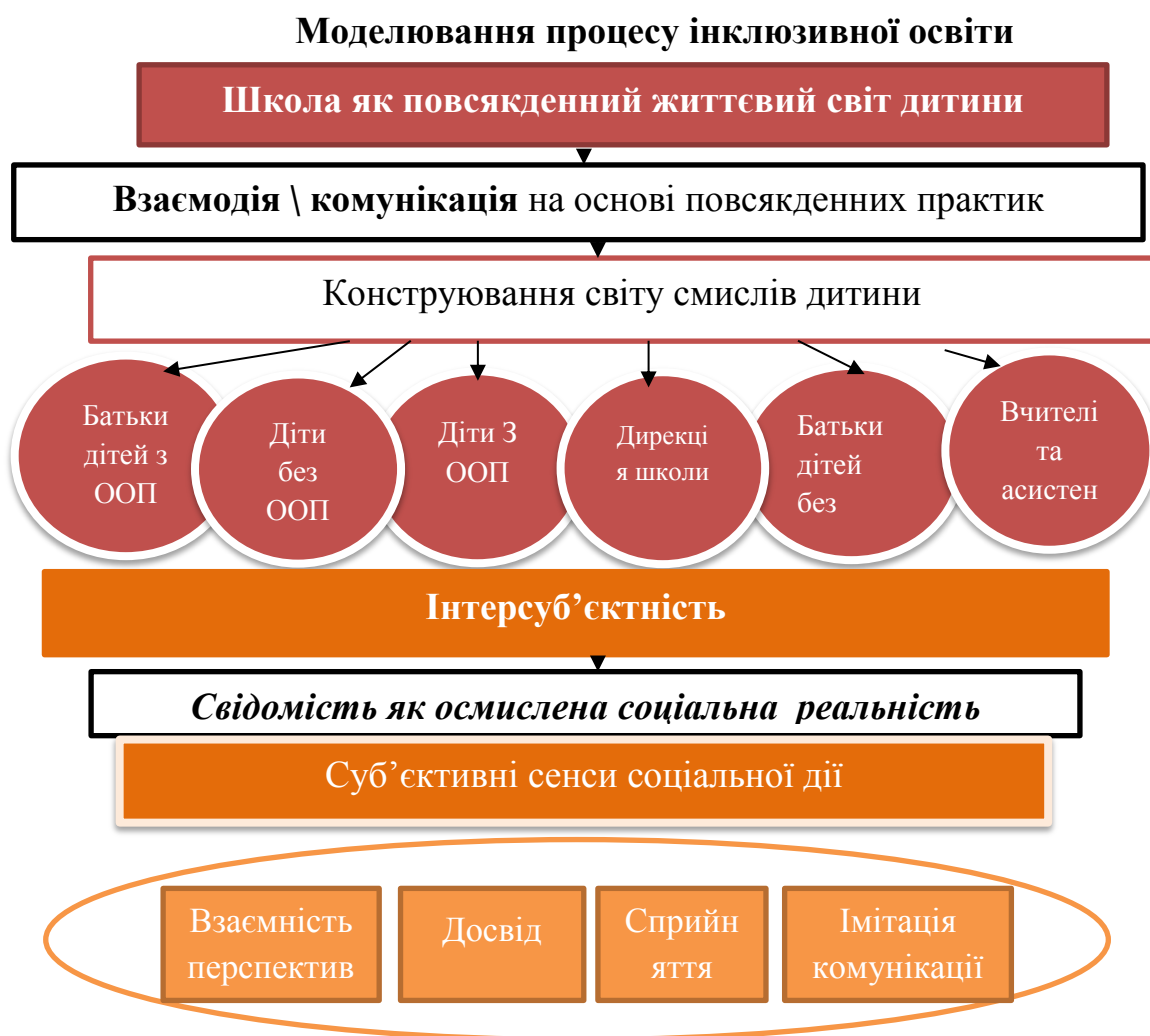 Моделювання процесу інклюзивної освіти
Школа як повсякденний життєвий світ дитини
Взаємодія \ комунікація на основі повсякденних практик
Конструювання світу смислів дитини
Батьки
дітей з
ООП
Діти
без
ООП
Діти З
ООП
Дирекці
я школи
Батьки
дітей
без
Вчителі
та
асистен
Інтерсуб’єктність
Свідомість як осмислена соціальна реальність
Суб’єктивні сенси соціальної дії
Взаємність
перспектив
Досвід
Сприйн
яття
Імітація
комунікації